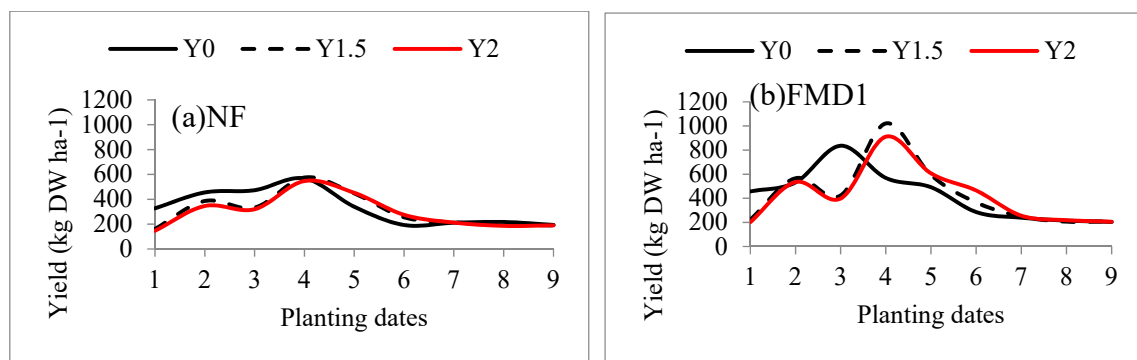 Y0 Y1.5 Y2
(a)NF
Yield (kg DW ha-1)
1200
1000
800
600
400
200
0
1 2 3 4 5 6 7 8 9
Planting dates
Y0 Y1.5 Y2
(b)FMD1
Yield (kg DW ha-1)
1200
1000
800
600
400
200
0
1 2 3 4 5 6 7 8 9
Planting dates